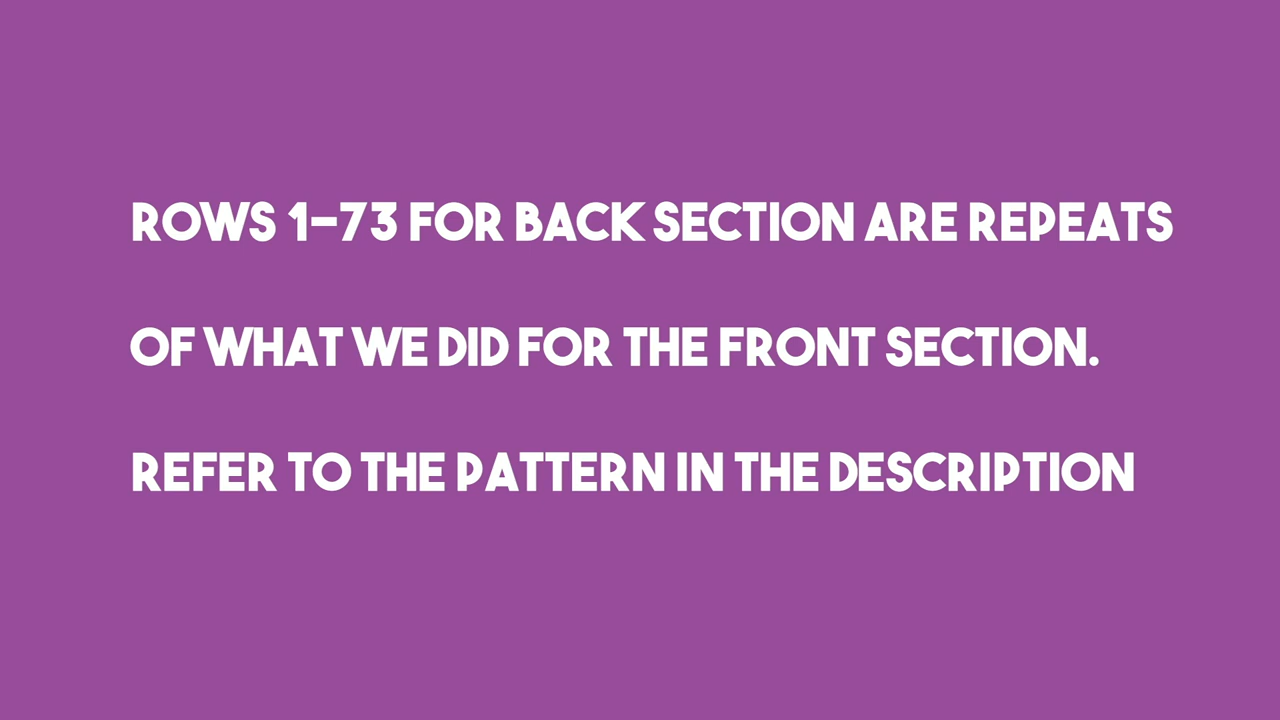 ROWS 1-73 FOR BACK SECTION ARE REPEATS
OF WHAT WE DID FOR THE FRONT SECTION.
REFER TO THE PATTERN IN THE DESCRIPTION